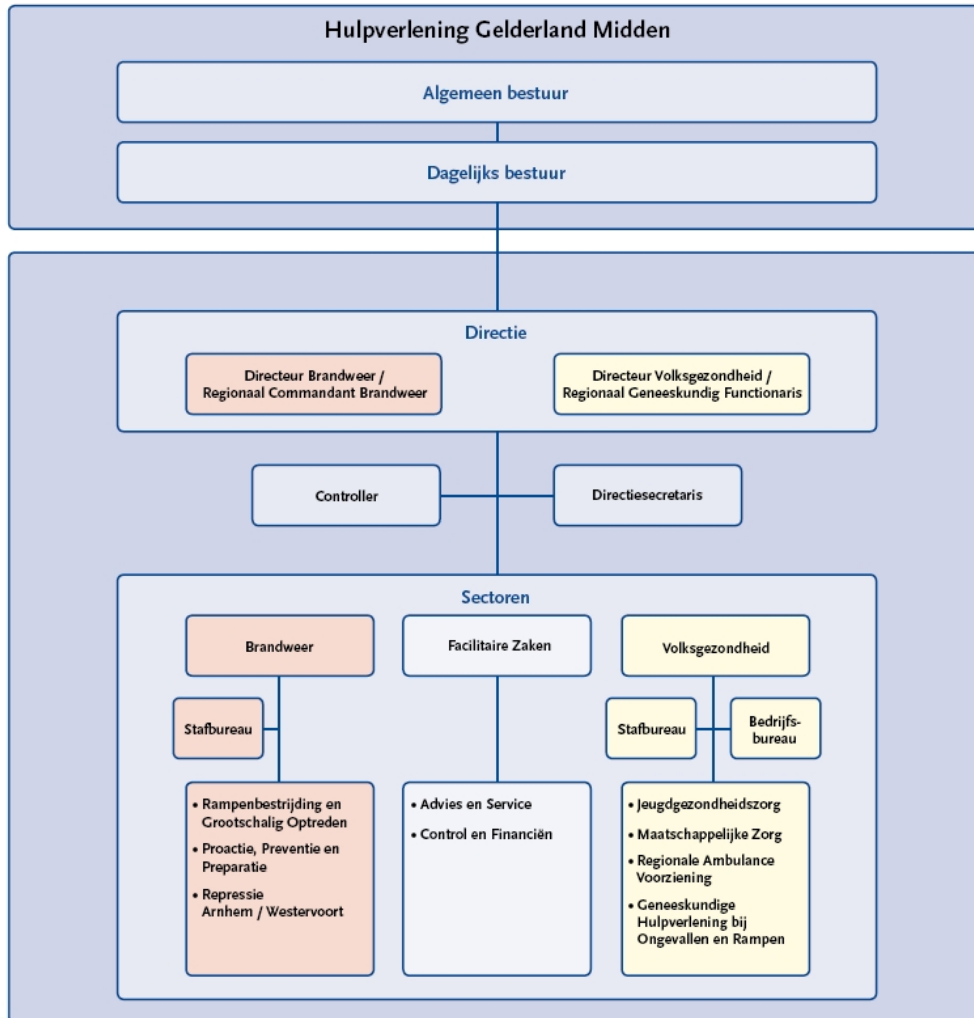 Hulpverlening Gelderland Midden
Algemeen bestuur
Dagelijks bestuur
Directie
Directeur Brandweer /
Regionaal Commandant Brandweer
Directeur Volksgezondheid /
Regionaal Geneeskundig Functionaris
Controller
Directiesecretaris
Sectoren
Brandweer
Facilitaire Zaken
Volksgezondheid
Stafbureau
Stafbureau
Bedrijfs-
bureau
• Rampenbestrijding en
Grootschalig Optreden
• Proactie, Preventie en
Preparatie
• Repressie
Arnhem / Westervoort
• Advies en Service
• Control en Financiën
• Jeugdgezondheidszorg
• Maatschappelijke Zorg
• Regionale Ambulance
Voorziening
• Geneeskundige
Hulpverlening bij
Ongevallen en Rampen